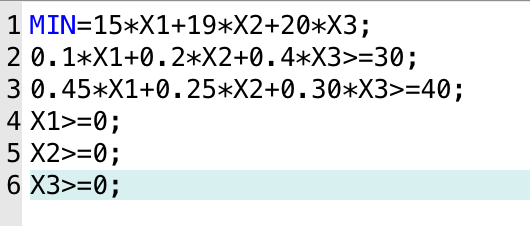 1 MIN=15*X1+19*X2+20*X3;
2 0.1*X1+0.2*X2+0.4*X3>=30;
3 0.45*X1+0.25*X2+0.30*X3>=40;
4 X1>=0;
5 X2>=0;
6 X3>=0;